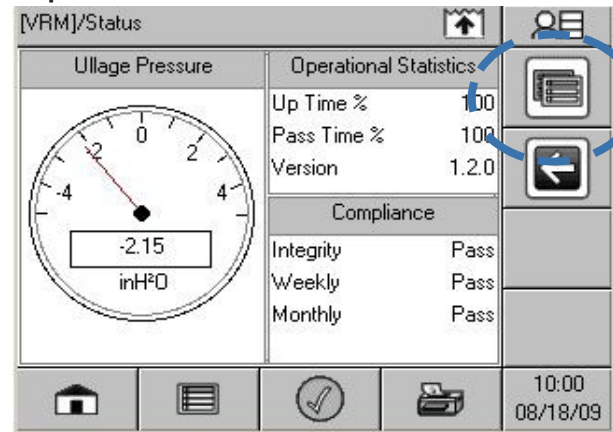 [VRM]/Status
Ullage Pressure
-4
-2
0
2
4
-2.15
inH²O
Operational Statistics
Up Time % 100
Pass Time % 100
Version 1.2.0
Compliance
Integrity Pass
Weekly Pass
Monthly Pass
10:00
08/18/09